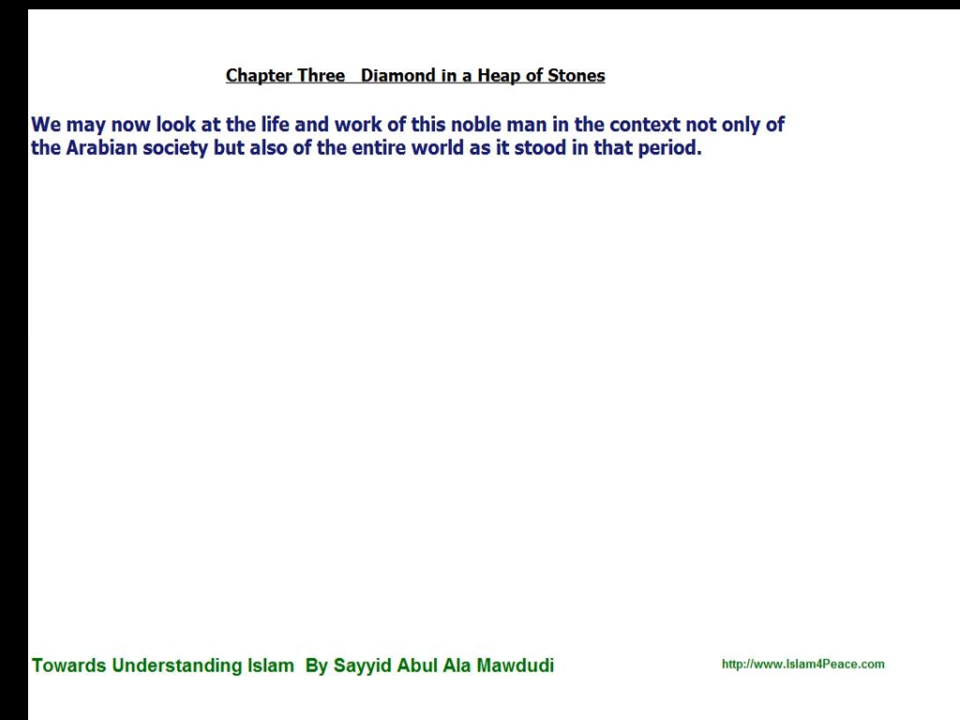 Chapter Three   Diamond in a Heap of Stones
We may now look at the life and work of this noble man in the context not only of
the Arabian society but also of the entire world as it stood in that period.
Towards Understanding Islam  By Sayyid Abul Ala Mawdudi
http://www.Islam4Peace.com